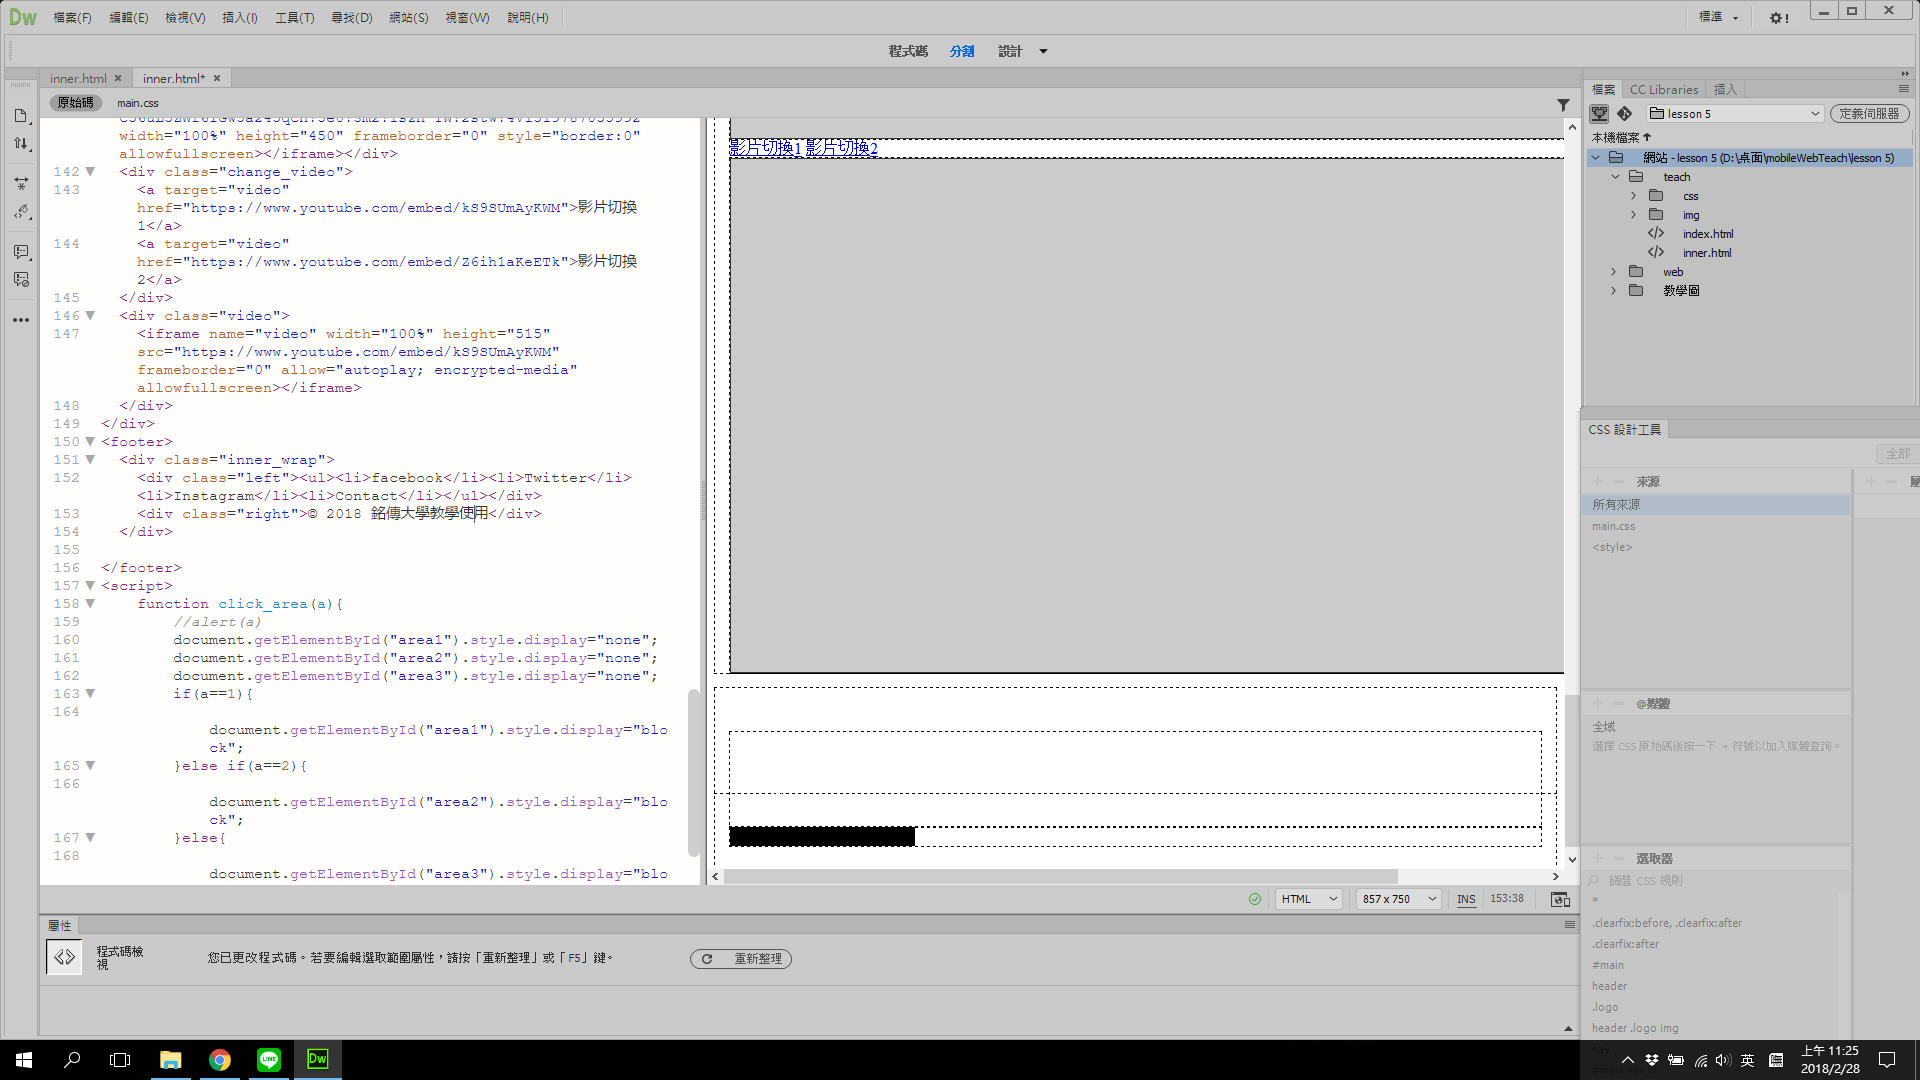 Dw 檔案(F) 編輯(E) 檢視(V) 插入(I) 工具(T) 尋找(D) 網站(S) 視窗(W) 說明(H) 標準
程式碼 分割 設計
inner.html inner.html*
原始碼 main.css
width="100%" height="450" frameborder="0" style="border:0"
allowfullscreen></iframe></div>
142 <div class="change_video">
143 <a target="video"
href="https://www.youtube.com/embed/kS9SUmAyKWM">影片切換
1</a>
144 <a target="video"
href="https://www.youtube.com/embed/Z6ih1aKeETk">影片切換
2</a>
145 </div>
146 <div class="video">
147 <iframe name="video" width="100%" height="515"
src="https://www.youtube.com/embed/kS9SUmAyKWM"
frameborder="0" allow="autoplay; encrypted-media"
allowfullscreen></iframe>
148 </div>
149 </div>
150 <footer>
151 <div class="inner_wrap">
152 <div class="left"><ul><li>facebook</li><li>Twitter</li>
<li>Instagram</li><li>Contact</li></ul></div>
153 <div class="right">© 2018 銘傳大學教學使用</div>
154 </div>
155
156 </footer>
157 <script>
158 function click_area(a){
159 //alert(a)
160 document.getElementById("area1").style.display="none";
161 document.getElementById("area2").style.display="none";
162 document.getElementById("area3").style.display="none";
163 if(a==1){
164
document.getElementById("area1").style.display="blo
ck";
165 }else if(a==2){
166
document.getElementById("area2").style.display="blo
ck";
167 }else{
168
document.getElementById("area3").style.display="blo
影片切換1 影片切換2
HTML 857 x 750 INS 153:38
屬性
程式碼檢
視
您已更改程式碼。若要編輯選取範圍屬性，請按「重新整理」或「F5」鍵。 重新整理
檔案 CC Libraries 插入
lesson 5 定義伺服器
本機檔案
網站 - lesson 5 (D:\桌面\mobileWebTeach\lesson 5)
teach
css
img
index.html
inner.html
web
教學圖
CSS 設計工具
全部
來源
所有來源
main.css
<style>
@媒體
全域
選擇 CSS 原始碼後按一下 + 符號以加入媒體查詢。
選取器
篩選 CSS 規則
*
.clearfix:before, .clearfix:after
.clearfix:after
#main
header
.logo
header .logo img
LINE Dw 英 上午 11:25
2018/2/28